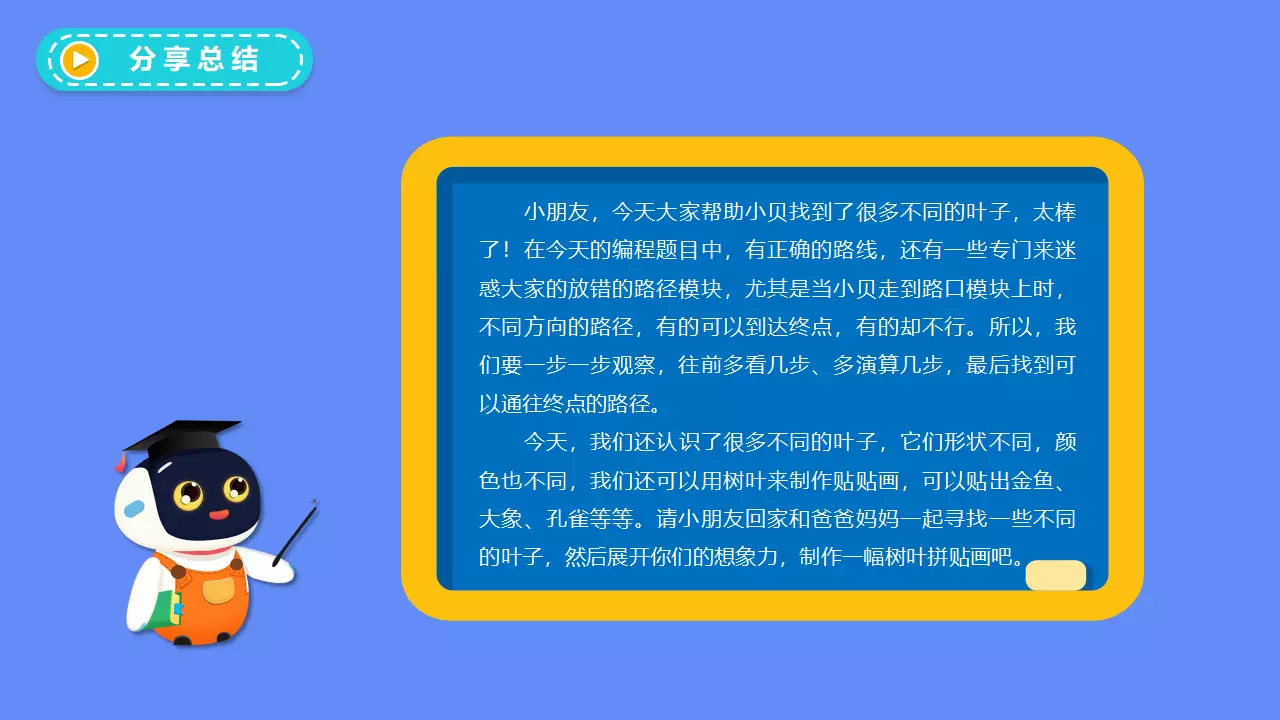 分享总结
小朋友，今天大家帮助小贝找到了很多不同的叶子，太棒
了！在今天的编程题目中，有正确的路线，还有一些专门来迷
惑大家的放错的路径模块，尤其是当小贝走到路口模块上时，
不同方向的路径，有的可以到达终点，有的却不行。所以，我
们要一步一步观察，往前多看几步、多演算几步，最后找到可
以通往终点的路径。
今天，我们还认识了很多不同的叶子，它们形状不同，颜
色也不同，我们还可以用树叶来制作贴贴画，可以贴出金鱼、
大象、孔雀等等。请小朋友回家和爸爸妈妈一起寻找一些不同
的叶子，然后展开你们的想象力，制作一幅树叶拼贴画吧。